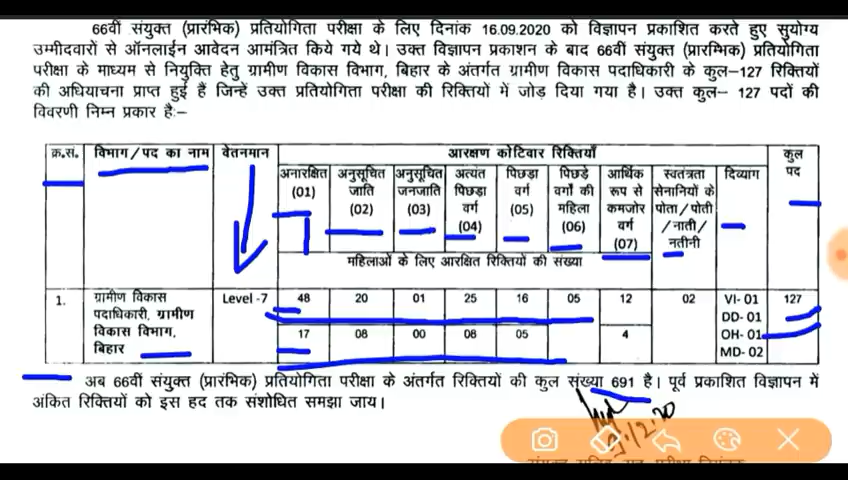 66वीं संयुक्त (प्रारंभिक) प्रतियोगिता परीक्षा के लिए दिनांक 16.09.2020 को विज्ञापन प्रकाशित करते हुए सुयोग्य
उम्मीदवारों से ऑनलाईन आवेदन आमंत्रित किये गये थे। उक्त विज्ञापन प्रकाशन के बाद 66वीं संयुक्त (प्रारम्भिक) प्रतियोगिता
परीक्षा के माध्यम से नियुक्ति हेतु ग्रामीण विकास विभाग, बिहार के अंतर्गत ग्रामीण विकास पदाधिकारी के कुल–127 रिक्तियों
की अधियाचना प्राप्त हुई हैं जिन्हें उक्त प्रतियोगिता परीक्षा की रिक्तियों में जोड़ दिया गया है। उक्त कुल– 127 पदों की
विवरणी निम्न प्रकार है:–
क्र.सं. विभाग/पद का नाम वेतनमान आरक्षण कोटिवार रिक्तियाँ कुल पद
अनारक्षित (01)
अनुसूचित जाति (02)
अनुसूचित जनजाति (03)
अत्यंत पिछड़ा वर्ग (04)
पिछड़ा वर्ग (05)
पिछड़े वर्गों की महिला (06)
आर्थिक रूप से कमजोर वर्ग (07)
स्वतंत्रता सेनानियों के पोता/पोती /नाती/ नतीनी
दिव्यांग
महिलाओं के लिए आरक्षित रिक्तियों की संख्या
1. ग्रामीण विकास पदाधिकारी, ग्रामीण विकास विभाग, बिहार
Level -7 48 20 01 25 16 05 12 02 VI- 01 127
DD- 01
17 08 00 08 05 4 OH- 01
MD- 02
अब 66वीं संयुक्त (प्रारंभिक) प्रतियोगिता परीक्षा के अंतर्गत रिक्तियों की कुल संख्या 691 है। पूर्व प्रकाशित विज्ञापन में
अंकित रिक्तियों को इस हद तक संशोधित समझा जाय।